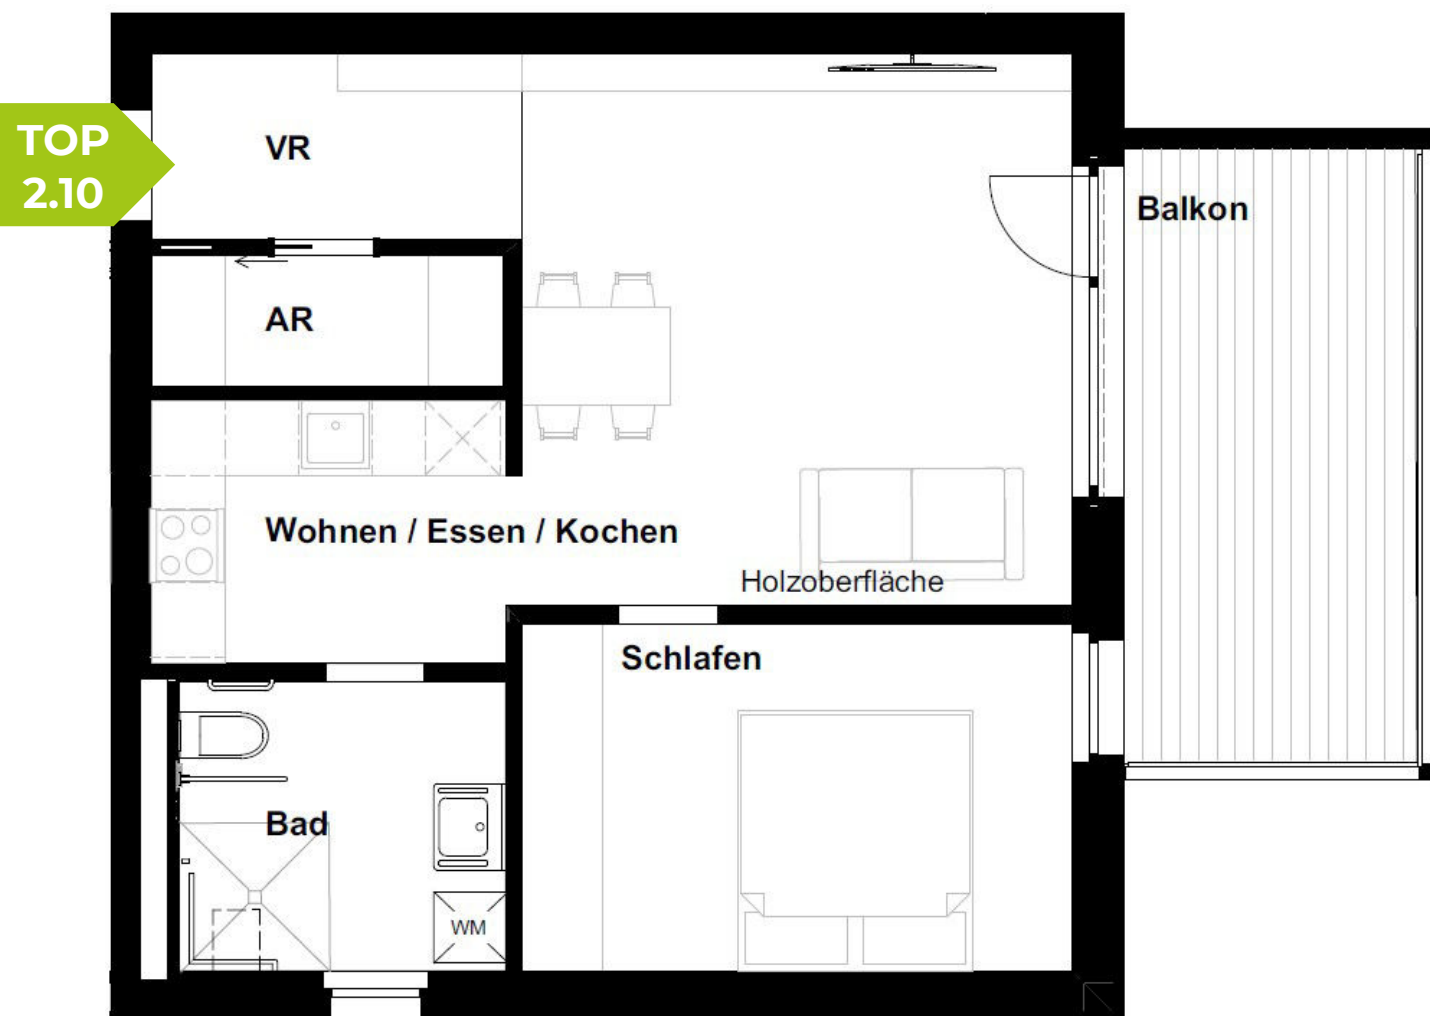 TOP
2.10
VR
Balkon
AR
Wohnen / Essen / Kochen
Holzoberfläche
Schlafen
Bad
WM